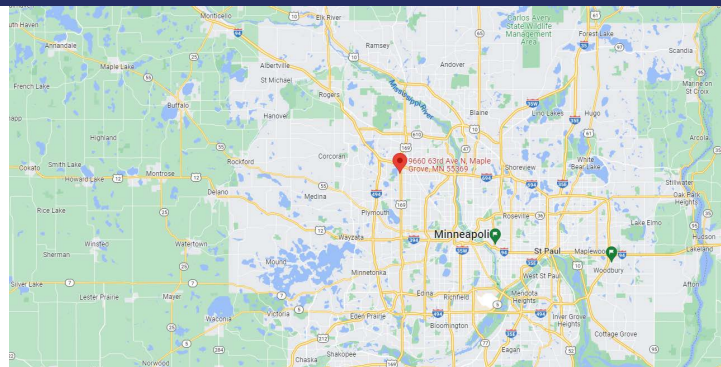 Monticello
Elk River
Carlos Avery
State Wildlife
Management
Area
Forest Lake
uth Haven
Annandale
Ramsey
Andover
Scandia
Maple Lake
Albertville
St Michael
French Lake
Rogers
Mississippi River
Marine on
St Croix
Buffalo
Hanover
Blaine
Lino Lakes
Hugo
Highland
Corcoran
9660 63rd Ave N, Maple
Grove, MN 55369
Shoreview
White
Bear Lake
Arcola
Cokato
Smith Lake
Howard Lake
Montrose
Rockford
Delano
Medina
Stillwater
Oak Park
Heights
Rice Lake
Plymouth
Roseville
Lake Elmo
Winsted
Watertown
Wayzata
Minneapolis
St Paul
Maplewood
Hudson
Lakeland
Sherman
Mound
Minnetonka
West St Paul
Woodbury
Silver Lake
Lester Prairie
Mayer
Victoria
Edina
Richfield
Mendota
Heights
Afton
Waconia
Eden Prairie
Bloomington
Inver Grove
Heights
Cottage Grove
Norwood
Chaska
Shakopee
Eagan